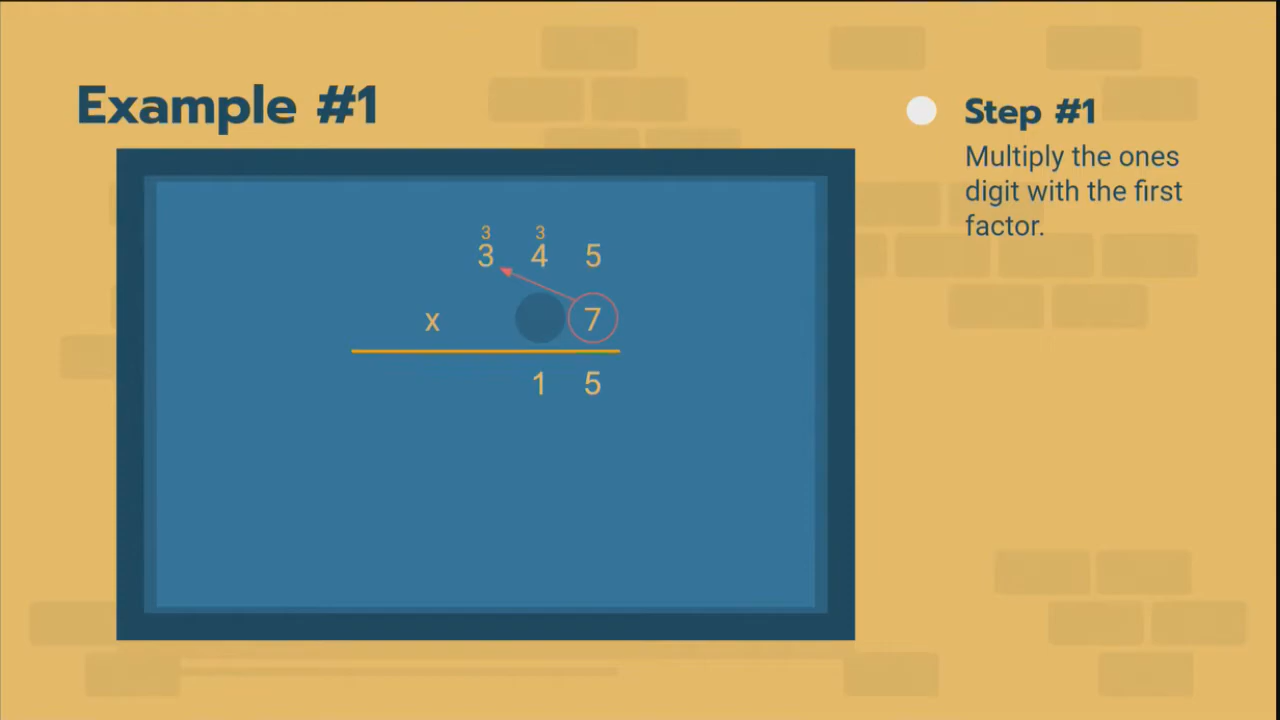 Example #1
3 3
3 4 5
x 7
1 5
Step #1
Multiply the ones
digit with the first
factor.